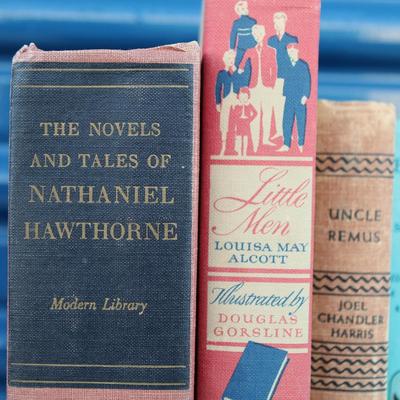 THE NOVELS
AND TALES OF
NATHANIEL
HAWTHORNE
Modern Library
Little
Men
LOUISA MAY
ALCOTT
Illustrated by
DOUGLAS
GORSLINE
UNCLE
REMUS
JOEL
CHANDLER
HARRIS